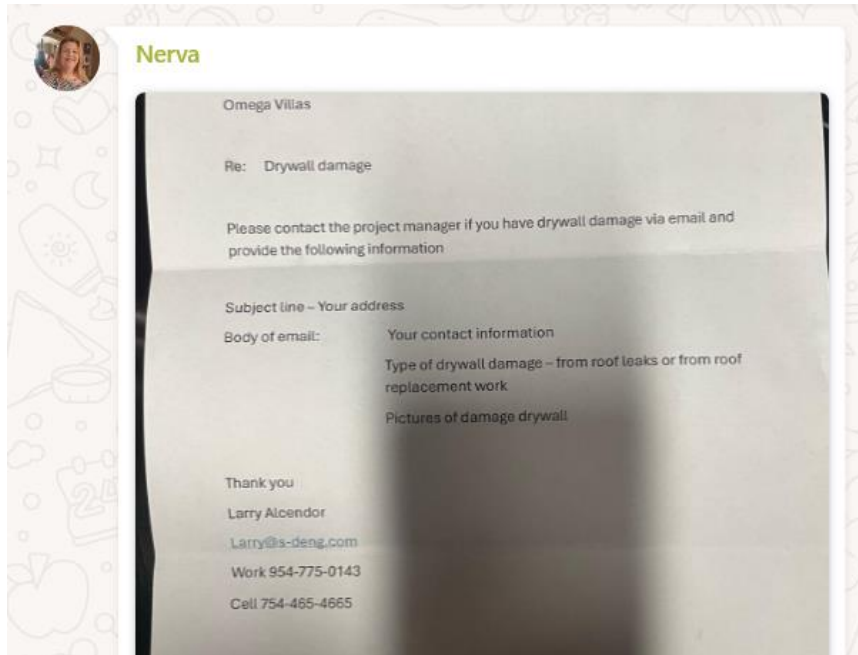 Nerva
Omega Villas
Re: Drywall damage
Please contact the project manager if you have drywall damage via email and
provide the following information
Subject line – Your address
Body of email: Your contact information
Type of drywall damage – from roof leaks or from roof
replacement work
Pictures of damage drywall
Thank you
Larry Alcendor
Larry@s-deng.com
Work 954-775-0143
Cell 754-465-4665